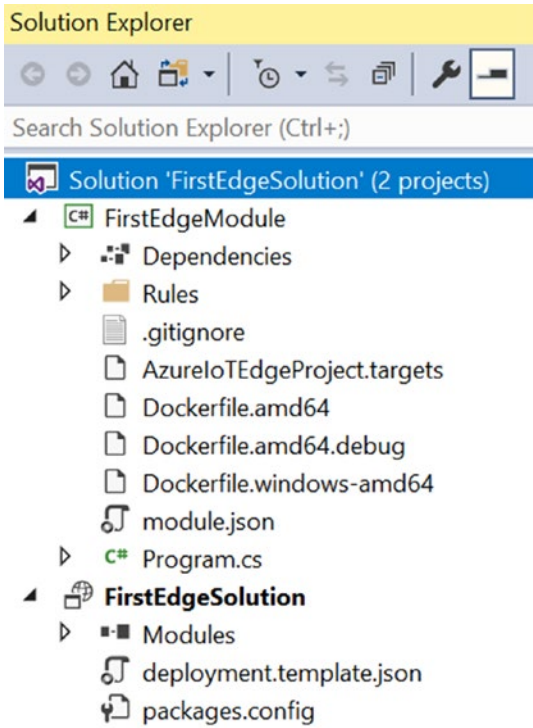 Solution Explorer
Search Solution Explorer (Ctrl+;)
Solution 'FirstEdgeSolution' (2 projects)
C# FirstEdgeModule
Dependencies
Rules
.gitignore
AzureIoTEdgeProject.targets
Dockerfile.amd64
Dockerfile.amd64.debug
Dockerfile.windows-amd64
module.json
C# Program.cs
FirstEdgeSolution
Modules
deployment.template.json
packages.config